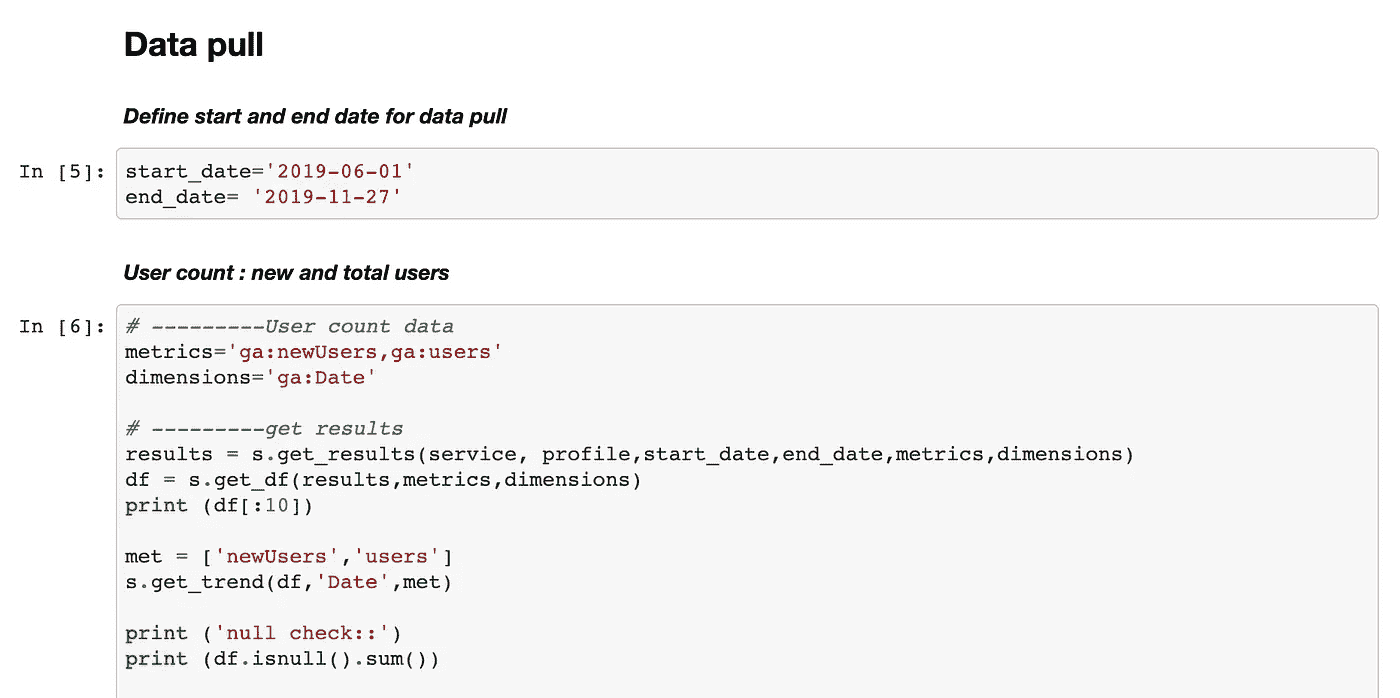 Data pull
Define start and end date for data pull
In [5]:
start_date='2019-06-01'
end_date= '2019-11-27'
User count : new and total users
In [6]:
# ---------User count data
metrics='ga:newUsers,ga:users'
dimensions='ga:Date'
# ---------get results
results = s.get_results(service, profile,start_date,end_date,metrics,dimensions)
df = s.get_df(results,metrics,dimensions)
print (df[:10])
met = ['newUsers','users']
s.get_trend(df,'Date',met)
print ('null check::')
print (df.isnull().sum())